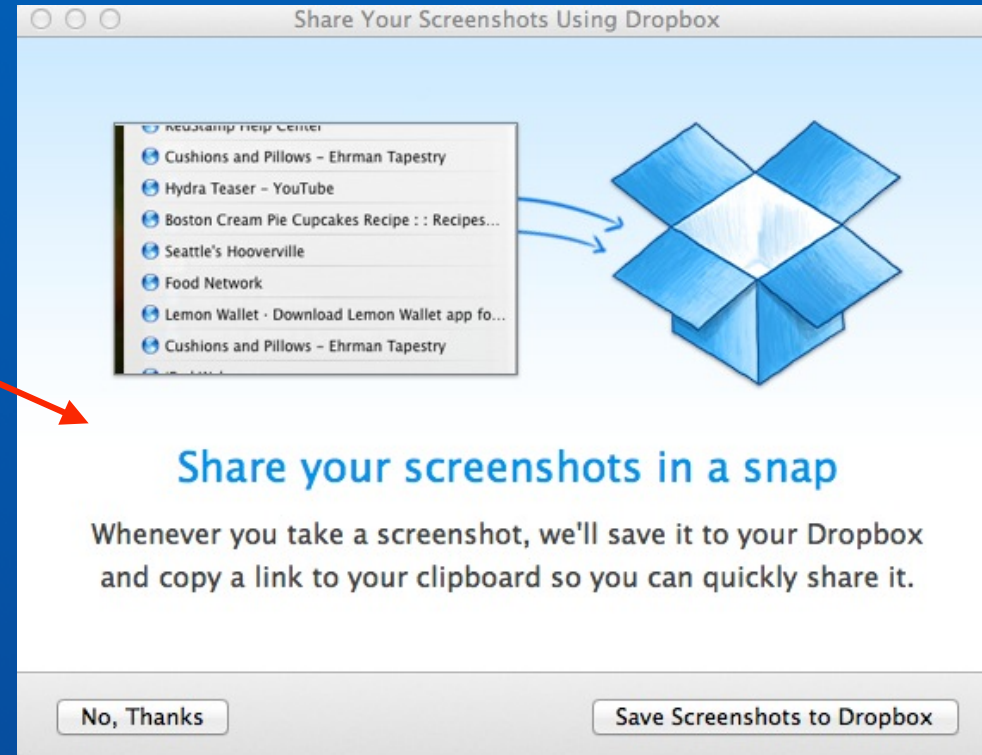 Share Your Screenshots Using Dropbox
RedStamp Help Center
Cushions and Pillows – Ehrman Tapestry
Hydra Teaser – YouTube
Boston Cream Pie Cupcakes Recipe : : Recipes...
Seattle's Hooverville
Food Network
Lemon Wallet · Download Lemon Wallet app fo...
Cushions and Pillows – Ehrman Tapestry
Share your screenshots in a snap
Whenever you take a screenshot, we'll save it to your Dropbox
and copy a link to your clipboard so you can quickly share it.
No, Thanks
Save Screenshots to Dropbox